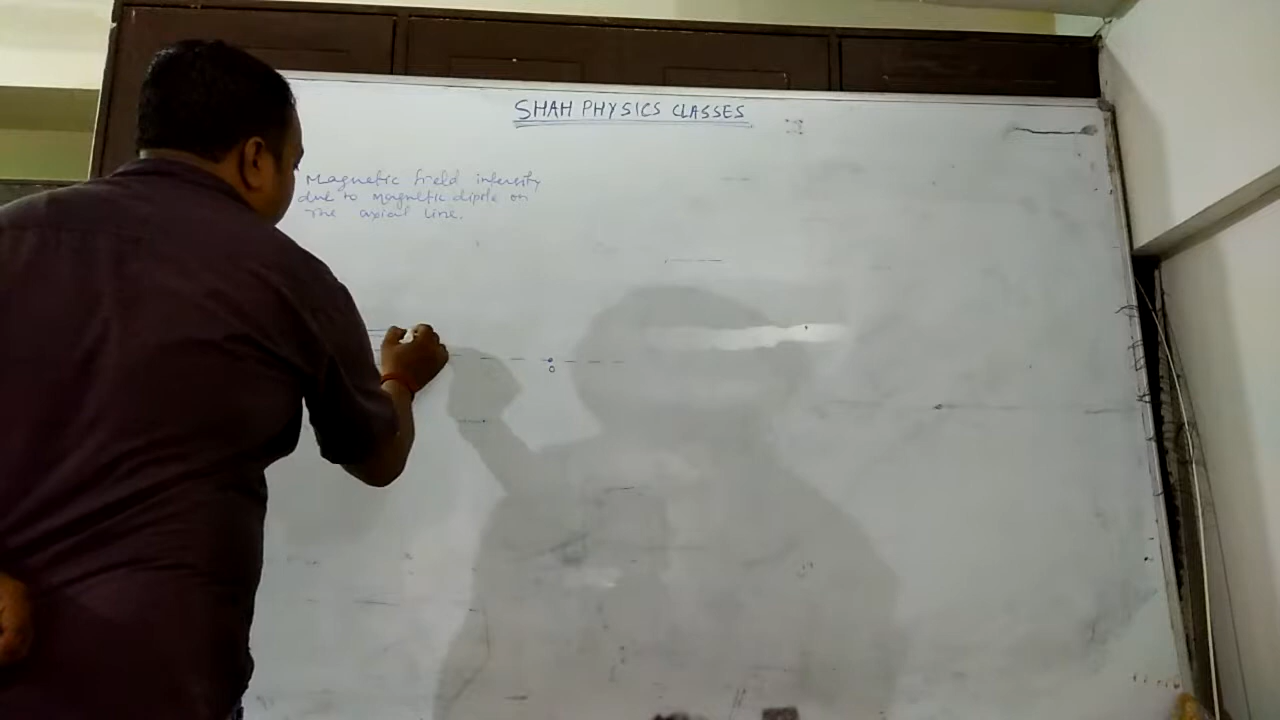 SHAH PHYSICS CLASSES
Magnetic field intensity
due to magnetic dipole on
The axial line.
O